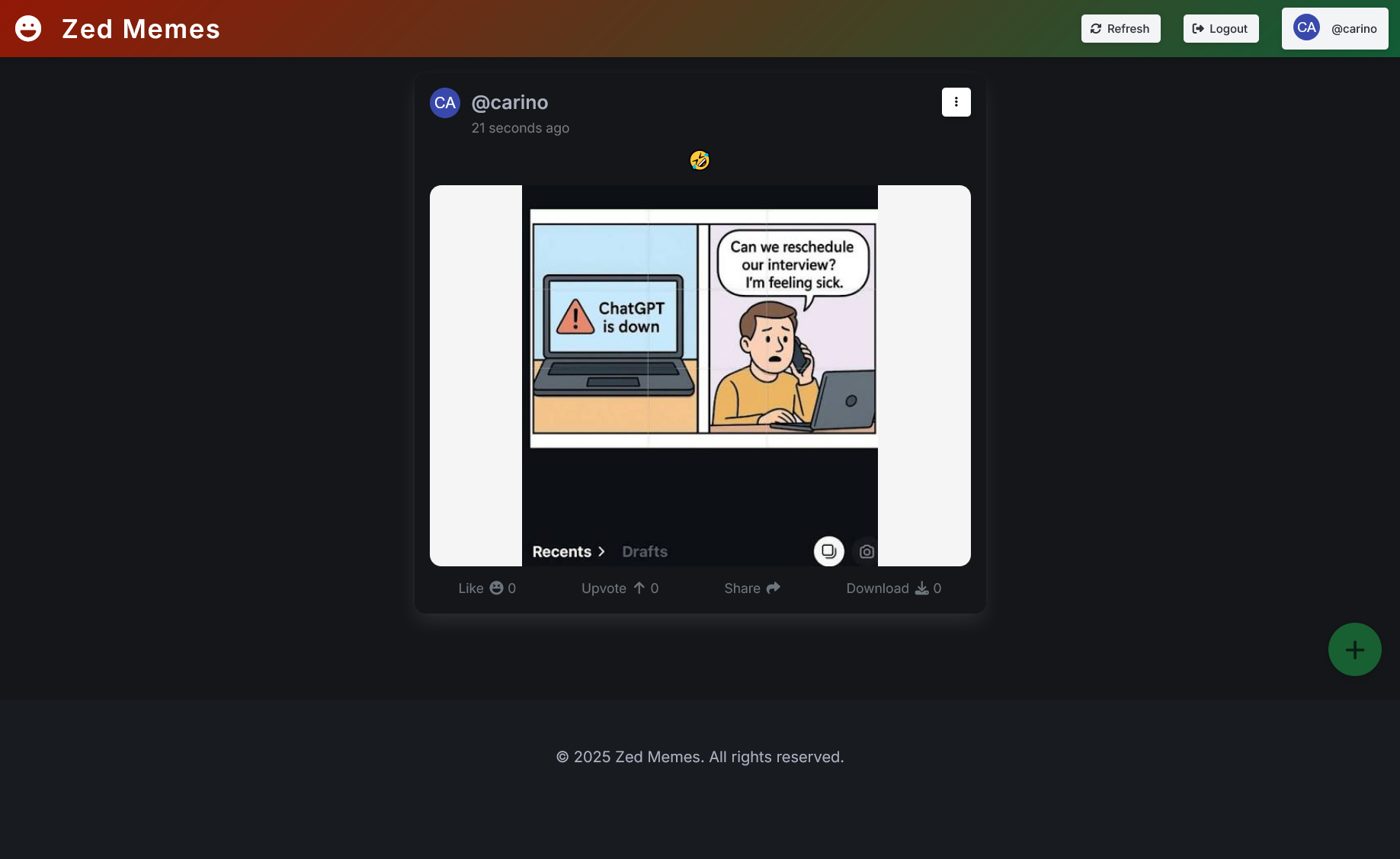 Zed Memes
Refresh
Logout
CA
@carino
CA
@carino
21 seconds ago
🤣
ChatGPT
is down
Can we reschedule
our interview?
I'm feeling sick.
Recents
Drafts
Like 0
Upvote 0
Share
Download 0
© 2025 Zed Memes. All rights reserved.